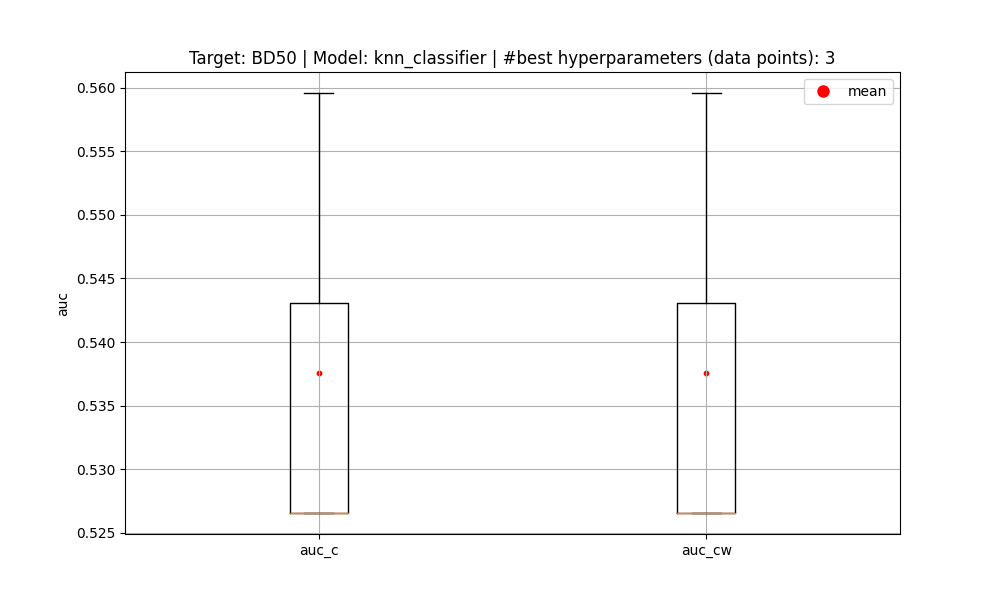 Target: BD50 | Model: knn_classifier | #best hyperparameters (data points): 3
mean
0.560
0.555
0.550
0.545
0.540
0.535
0.530
0.525
auc
auc_c
auc_cw